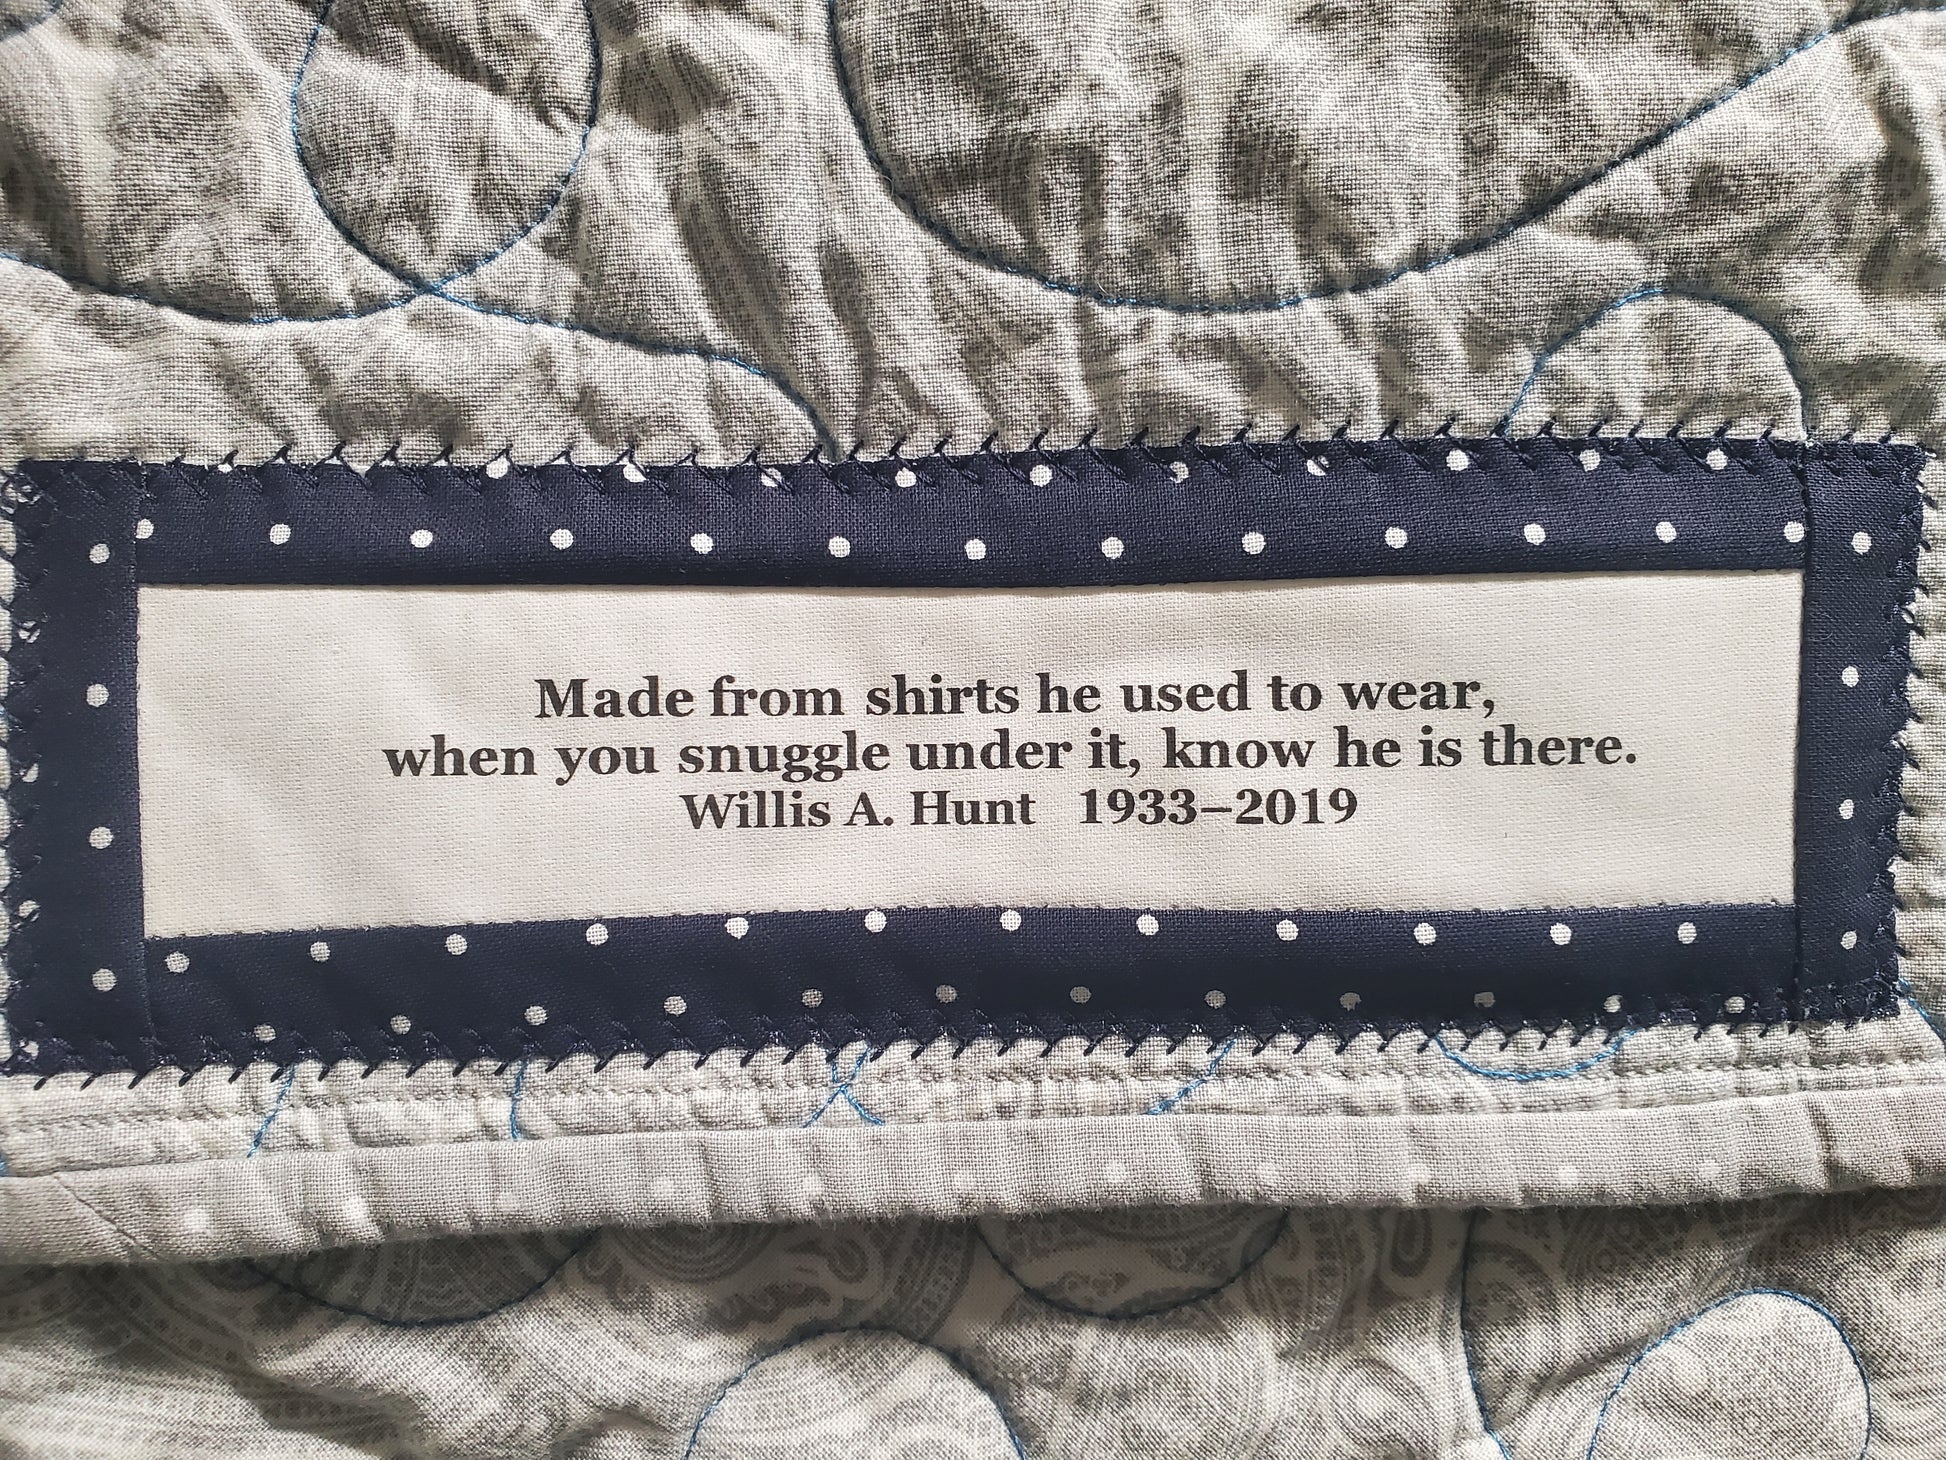 Made from shirts he used to wear,
when you snuggle under it, know he is there.
Willis A. Hunt 1933–2019